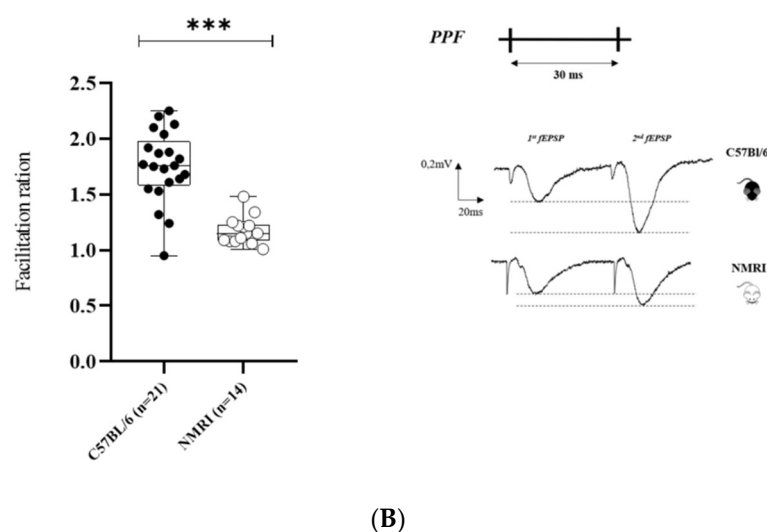 ***
Facilitation ration
2.5
2.0
1.5
1.0
0.5
0.0
C57BL/6 (n=21)
NMRI (n=14)
PPF
30 ms
1st fEPSP
2nd fEPSP
C57Bl/6
0,2mV
20ms
NMRI
(B)